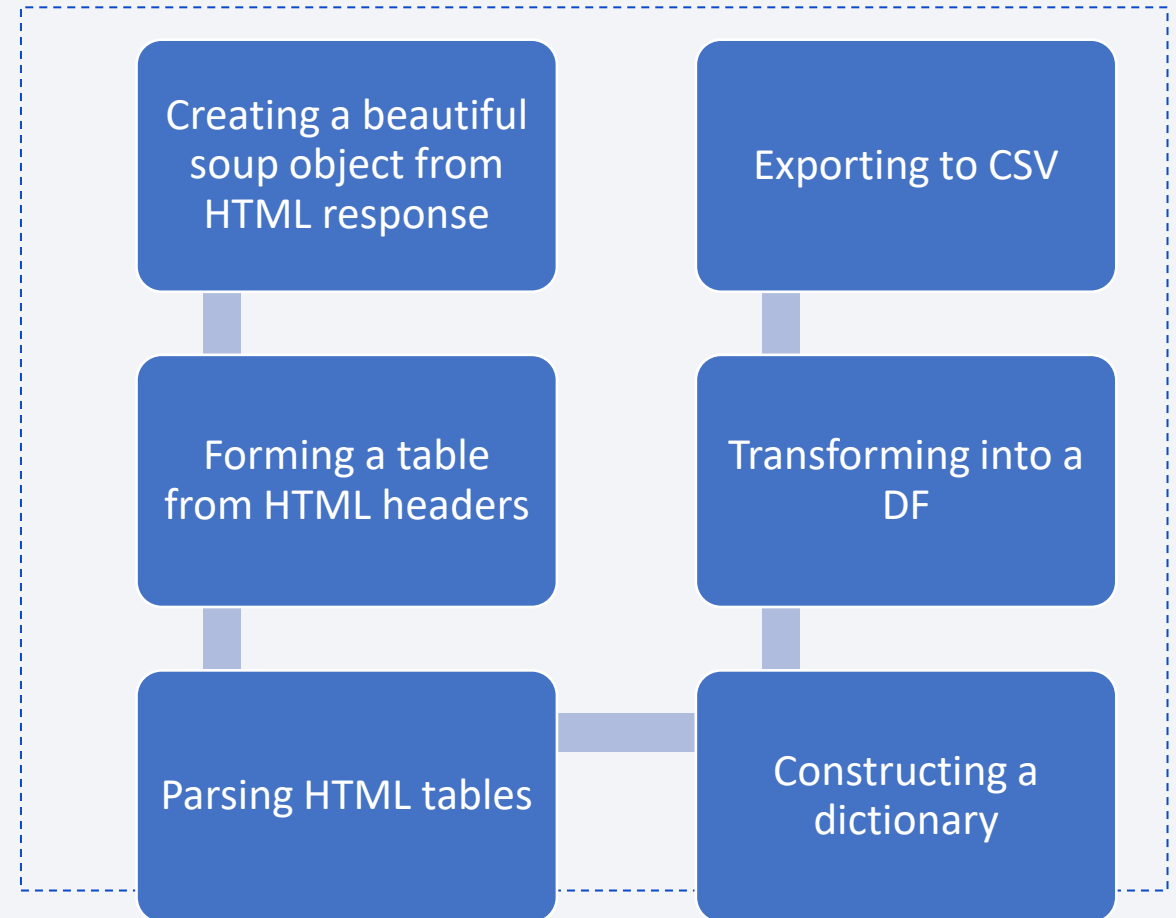 Creating a beautiful
soup object from
HTML response
Forming a table
from HTML headers
Parsing HTML tables
Constructing a
dictionary
Transforming into a
DF
Exporting to CSV